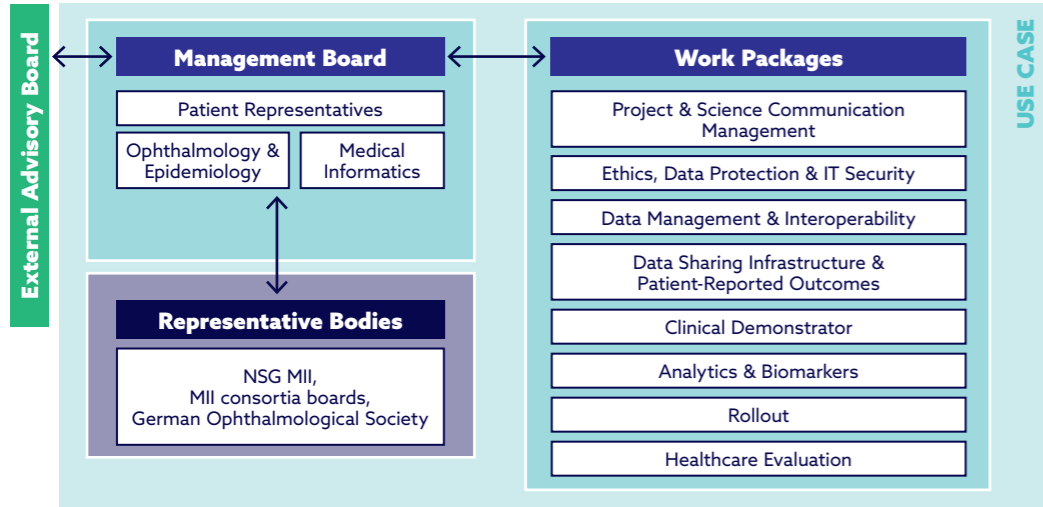 External Advisory Board
Management Board
Patient Representatives
Ophthalmology &
Epidemiology
Medical
Informatics
Representative Bodies
NSG MII,
MII consortia boards,
German Ophthalmological Society
Work Packages
Project & Science Communication
Management
Ethics, Data Protection & IT Security
Data Management & Interoperability
Data Sharing Infrastructure &
Patient-Reported Outcomes
Clinical Demonstrator
Analytics & Biomarkers
Rollout
Healthcare Evaluation
USE CASE